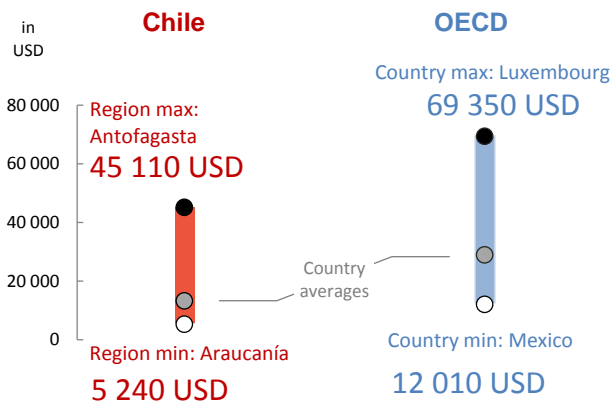 in
USD
Chile
OECD
Country max: Luxembourg
69 350 USD
Region max:
Antofagasta
45 110 USD
80 000
60 000
40 000
20 000
0
Country
averages
Region min: Araucanía
5 240 USD
Country min: Mexico
12 010 USD